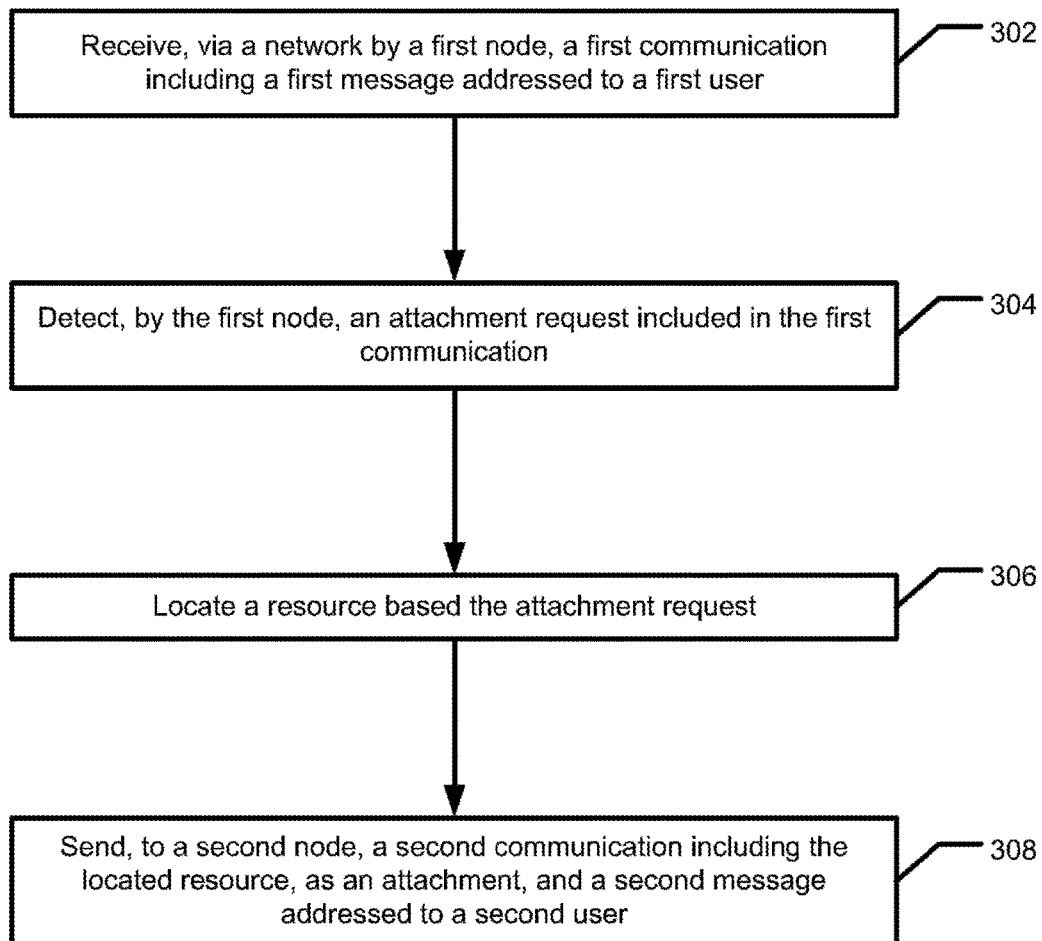 Receive, via a network by a first node, a first communication
including a first message addressed to a first user
302
Detect, by the first node, an attachment request included in the first
communication
304
Locate a resource based the attachment request
306
Send, to a second node, a second communication including the
located resource, as an attachment, and a second message
addressed to a second user
308